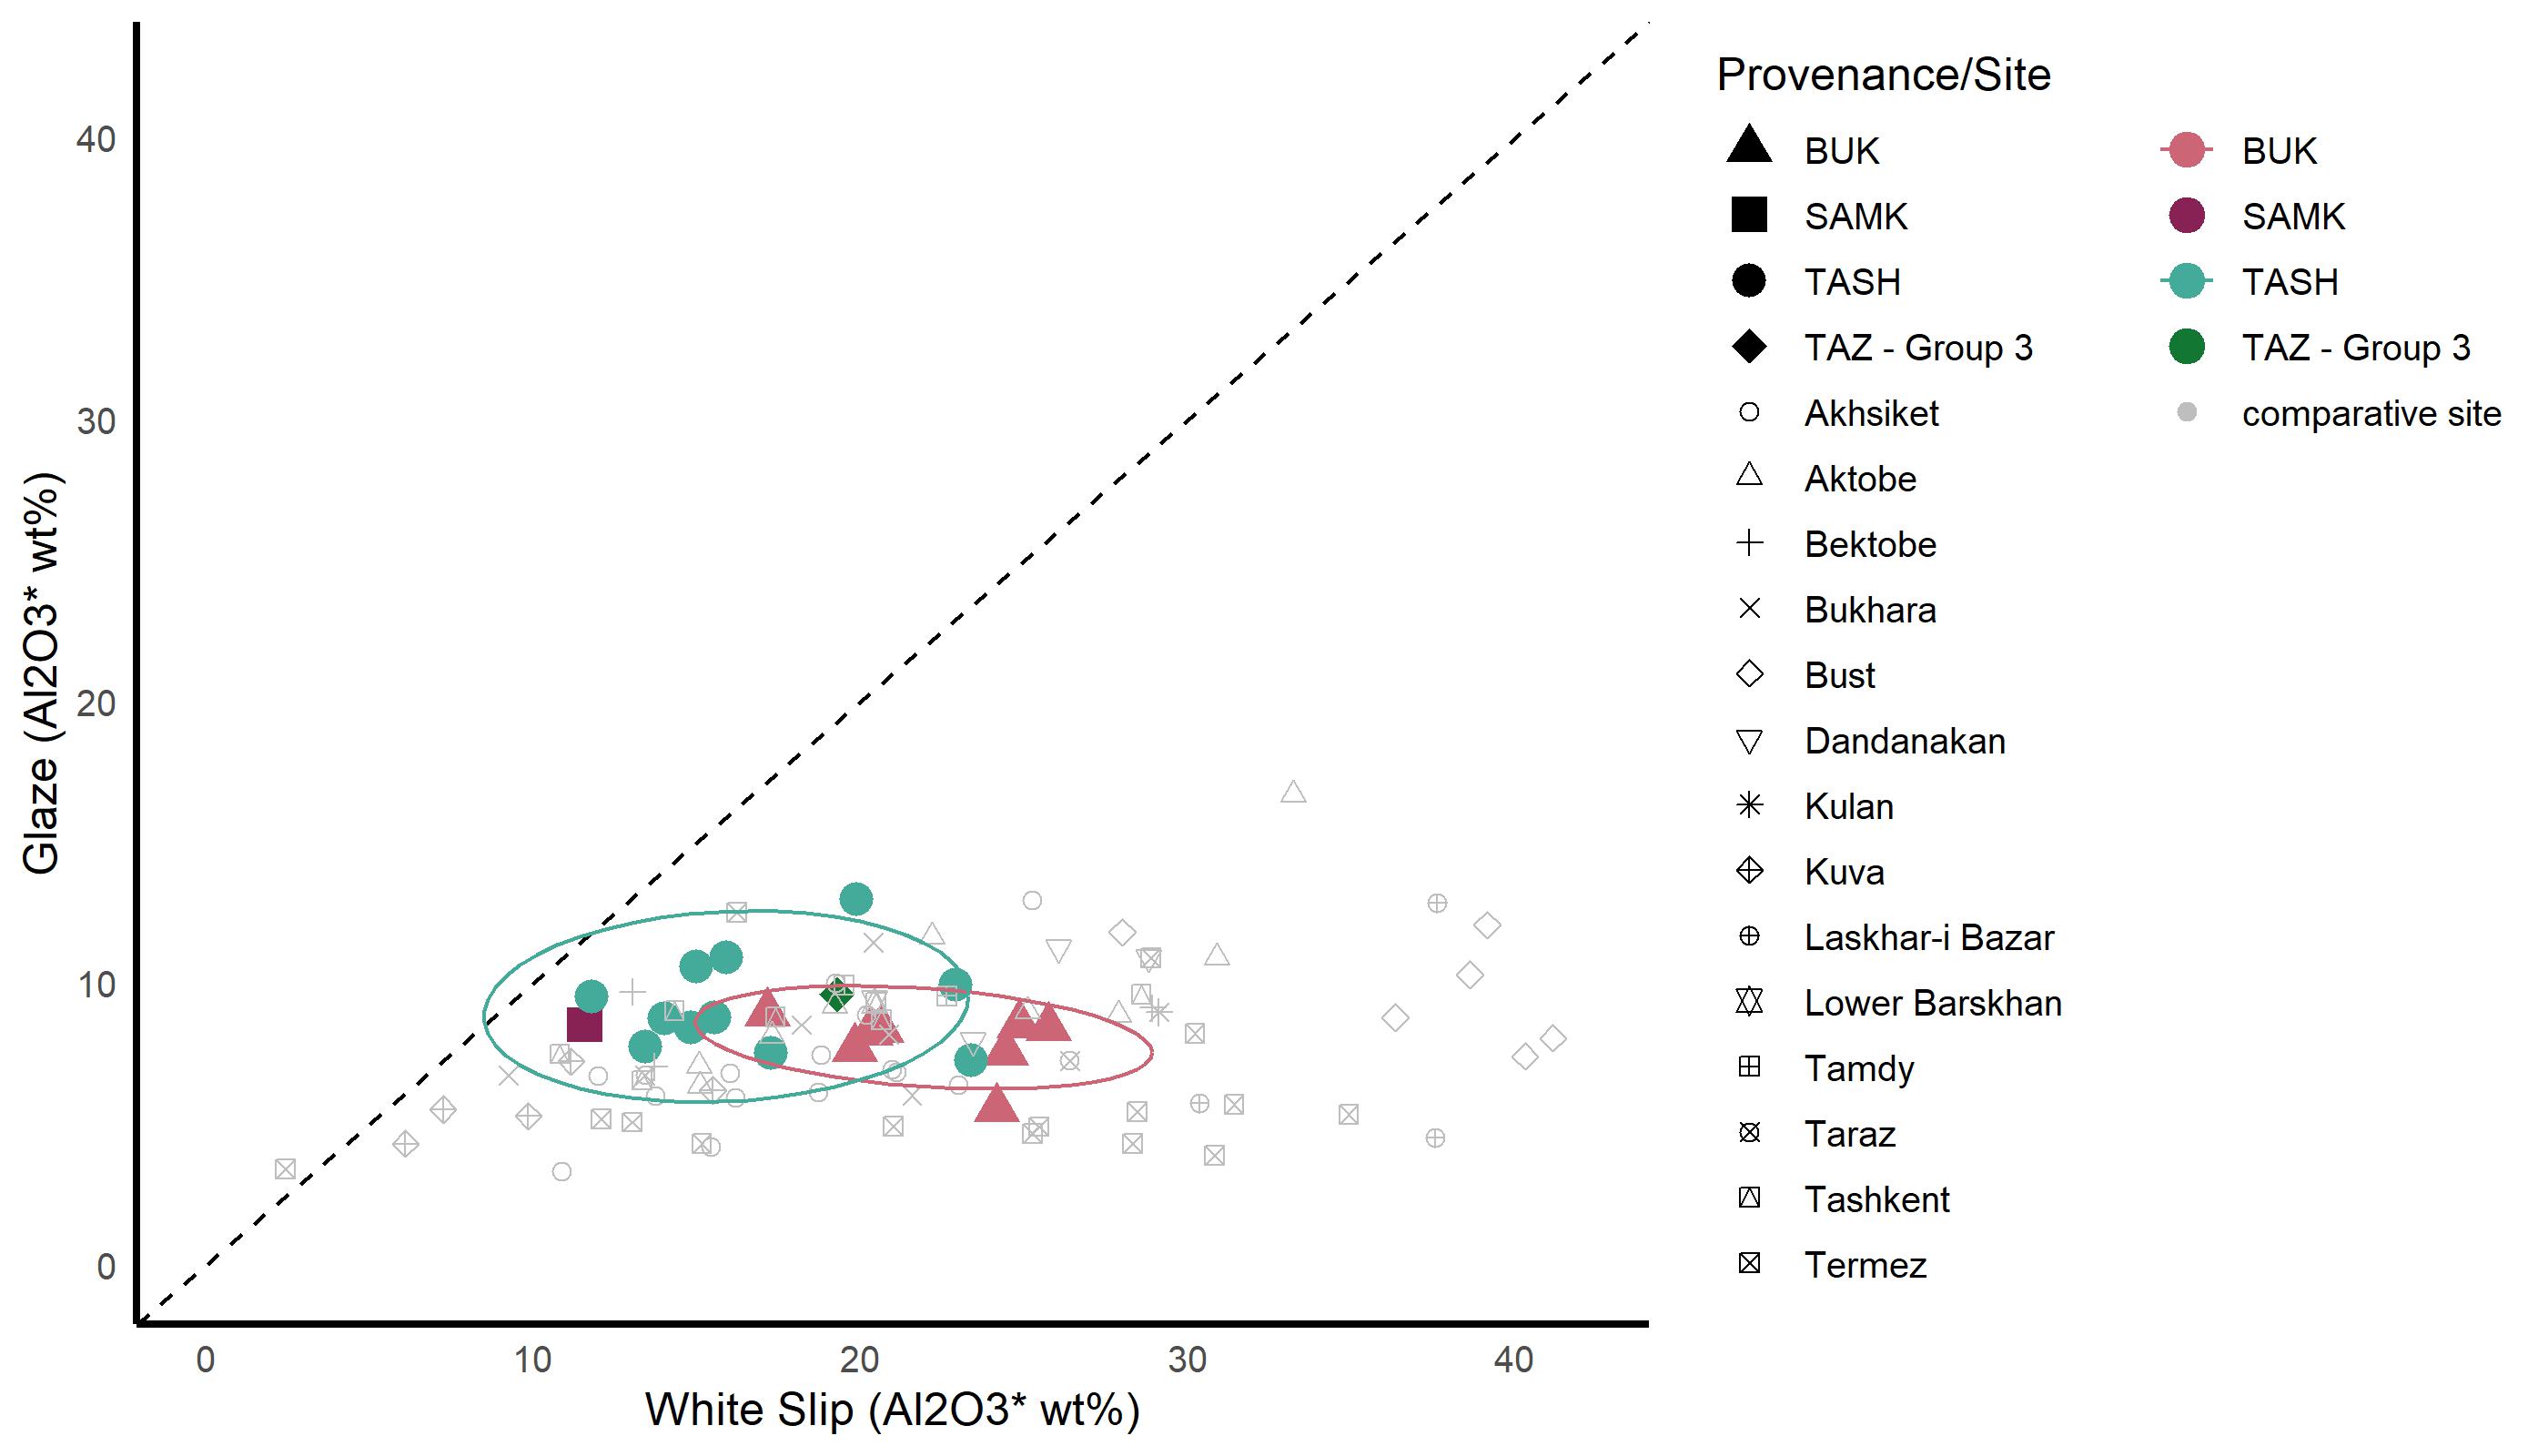 Provenance/Site
BUK
SAMK
TASH
TAZ - Group 3
Akhsiket
Aktobe
Bektobe
Bukhara
Bust
Dandanakan
Kulan
Kuva
Laskhar-i Bazar
Lower Barskhan
Tamdy
Taraz
Tashkent
Termez
BUK
SAMK
TASH
TAZ - Group 3
comparative site
Glaze (Al2O3* wt%)
40
30
20
10
0
0 10 20 30 40
White Slip (Al2O3* wt%)